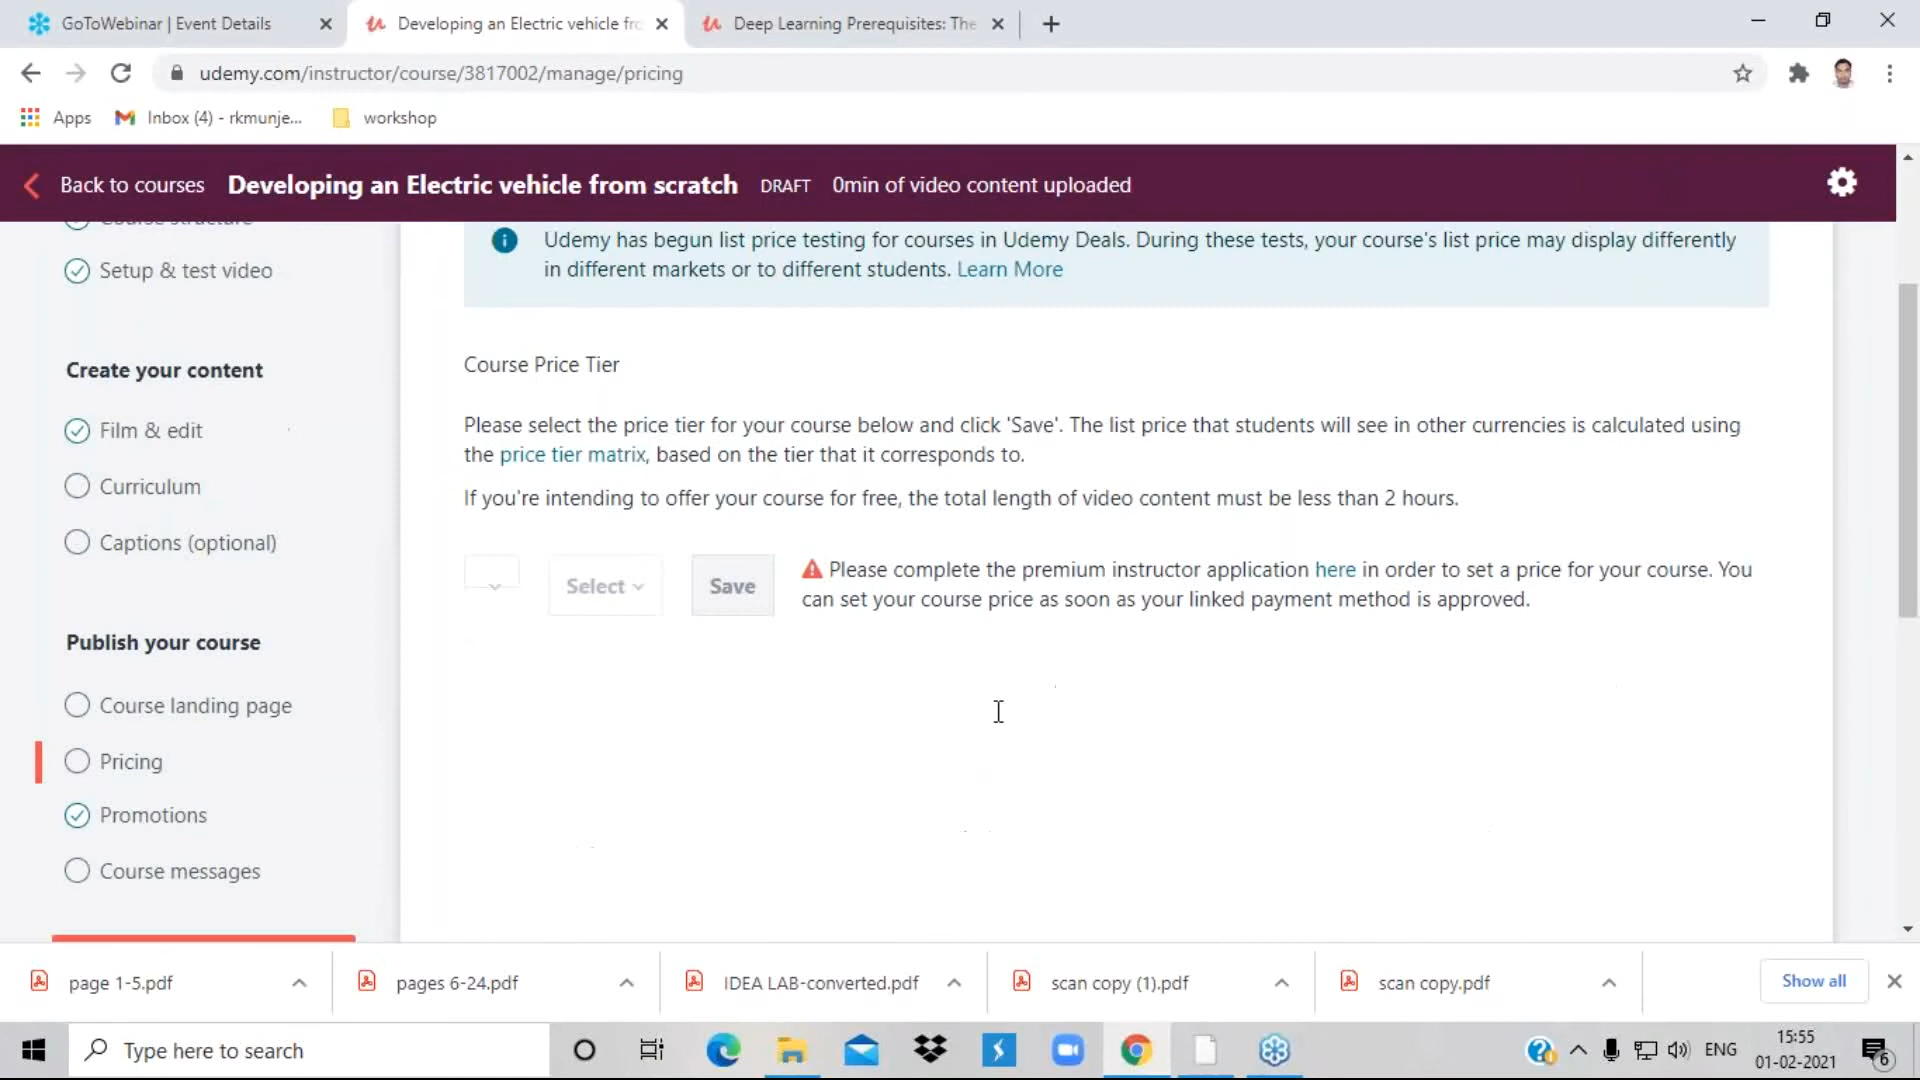 GoToWebinar | Event Details
Developing an Electric vehicle fro
Deep Learning Prerequisites: The
udemy.com/instructor/course/3817002/manage/pricing
Apps
Inbox (4) - rkmunje...
workshop
Back to courses
Developing an Electric vehicle from scratch
DRAFT
0min of video content uploaded
Course structure
Setup & test video
Create your content
Film & edit
Curriculum
Captions (optional)
Publish your course
Course landing page
Pricing
Promotions
Course messages
Udemy has begun list price testing for courses in Udemy Deals. During these tests, your course's list price may display differently
in different markets or to different students. Learn More
Course Price Tier
Please select the price tier for your course below and click 'Save'. The list price that students will see in other currencies is calculated using
the price tier matrix, based on the tier that it corresponds to.
If you're intending to offer your course for free, the total length of video content must be less than 2 hours.
Select
Save
Please complete the premium instructor application here in order to set a price for your course. You
can set your course price as soon as your linked payment method is approved.
page 1-5.pdf
pages 6-24.pdf
IDEA LAB-converted.pdf
scan copy (1).pdf
scan copy.pdf
Show all
Type here to search
ENG
15:55
01-02-2021
6